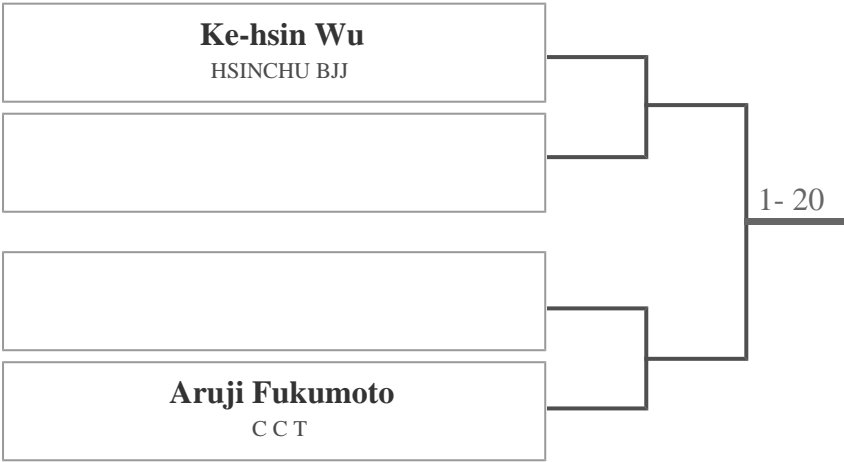 Ke-hsin Wu
HSINCHU BJJ
1- 20
Aruji Fukumoto
C C T